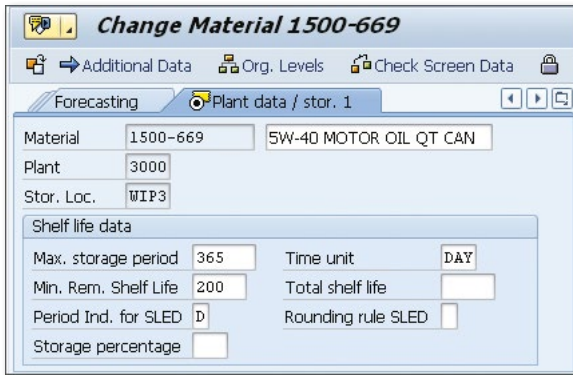 Change Material 1500-669
Additional Data Org. Levels Check Screen Data
Forecasting Plant data / stor. 1
Material 1500-669 5W-40 MOTOR OIL QT CAN
Plant 3000
Stor. Loc. WIP3
Shelf life data
Max. storage period 365 Time unit DAY
Min. Rem. Shelf Life 200 Total shelf life
Period Ind. for SLED D Rounding rule SLED
Storage percentage